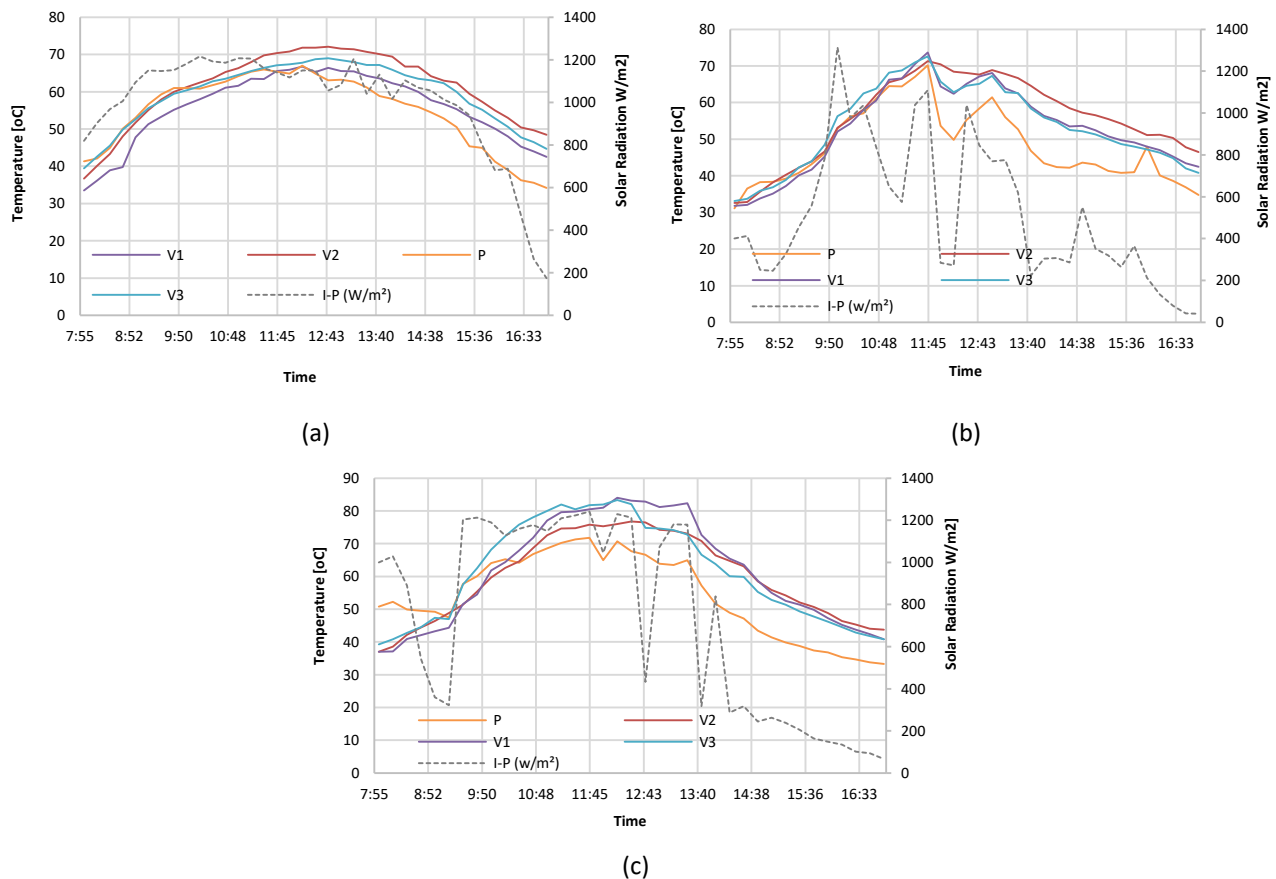 80
70
60
50
40
30
20
10
0
Temperature [oC]
1400
1200
1000
800
600
400
200
0
Solar Radiation W/m2
V1 V2 P
V3 I-P (W/m²)
7:55 8:52 9:50 10:48 11:45 12:43 13:40 14:38 15:36 16:33
Time
(a)
80
70
60
50
40
30
20
10
0
Temperature [oC]
1400
1200
1000
800
600
400
200
0
Solar Radiation W/m2
P V2
V1 V3
I-P (w/m²)
7:55 8:52 9:50 10:48 11:45 12:43 13:40 14:38 15:36 16:33
Time
(b)
90
80
70
60
50
40
30
20
10
0
Temperature [oC]
1400
1200
1000
800
600
400
200
0
Solar Radiation W/m2
P V2
V1 V3
I-P (w/m²)
7:55 8:52 9:50 10:48 11:45 12:43 13:40 14:38 15:36 16:33
Time
(c)